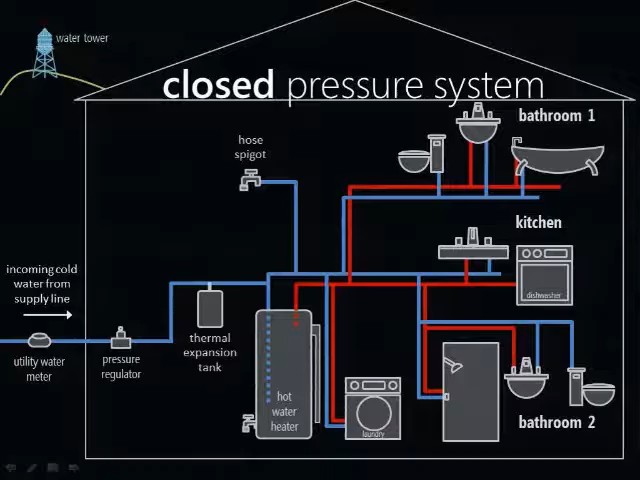 water tower
closed pressure system
bathroom 1
hose
spigot
kitchen
incoming cold
water from
supply line
dishwasher
thermal
expansion
tank
utility water
meter
pressure
regulator
hot
water
heater
laundry
bathroom 2